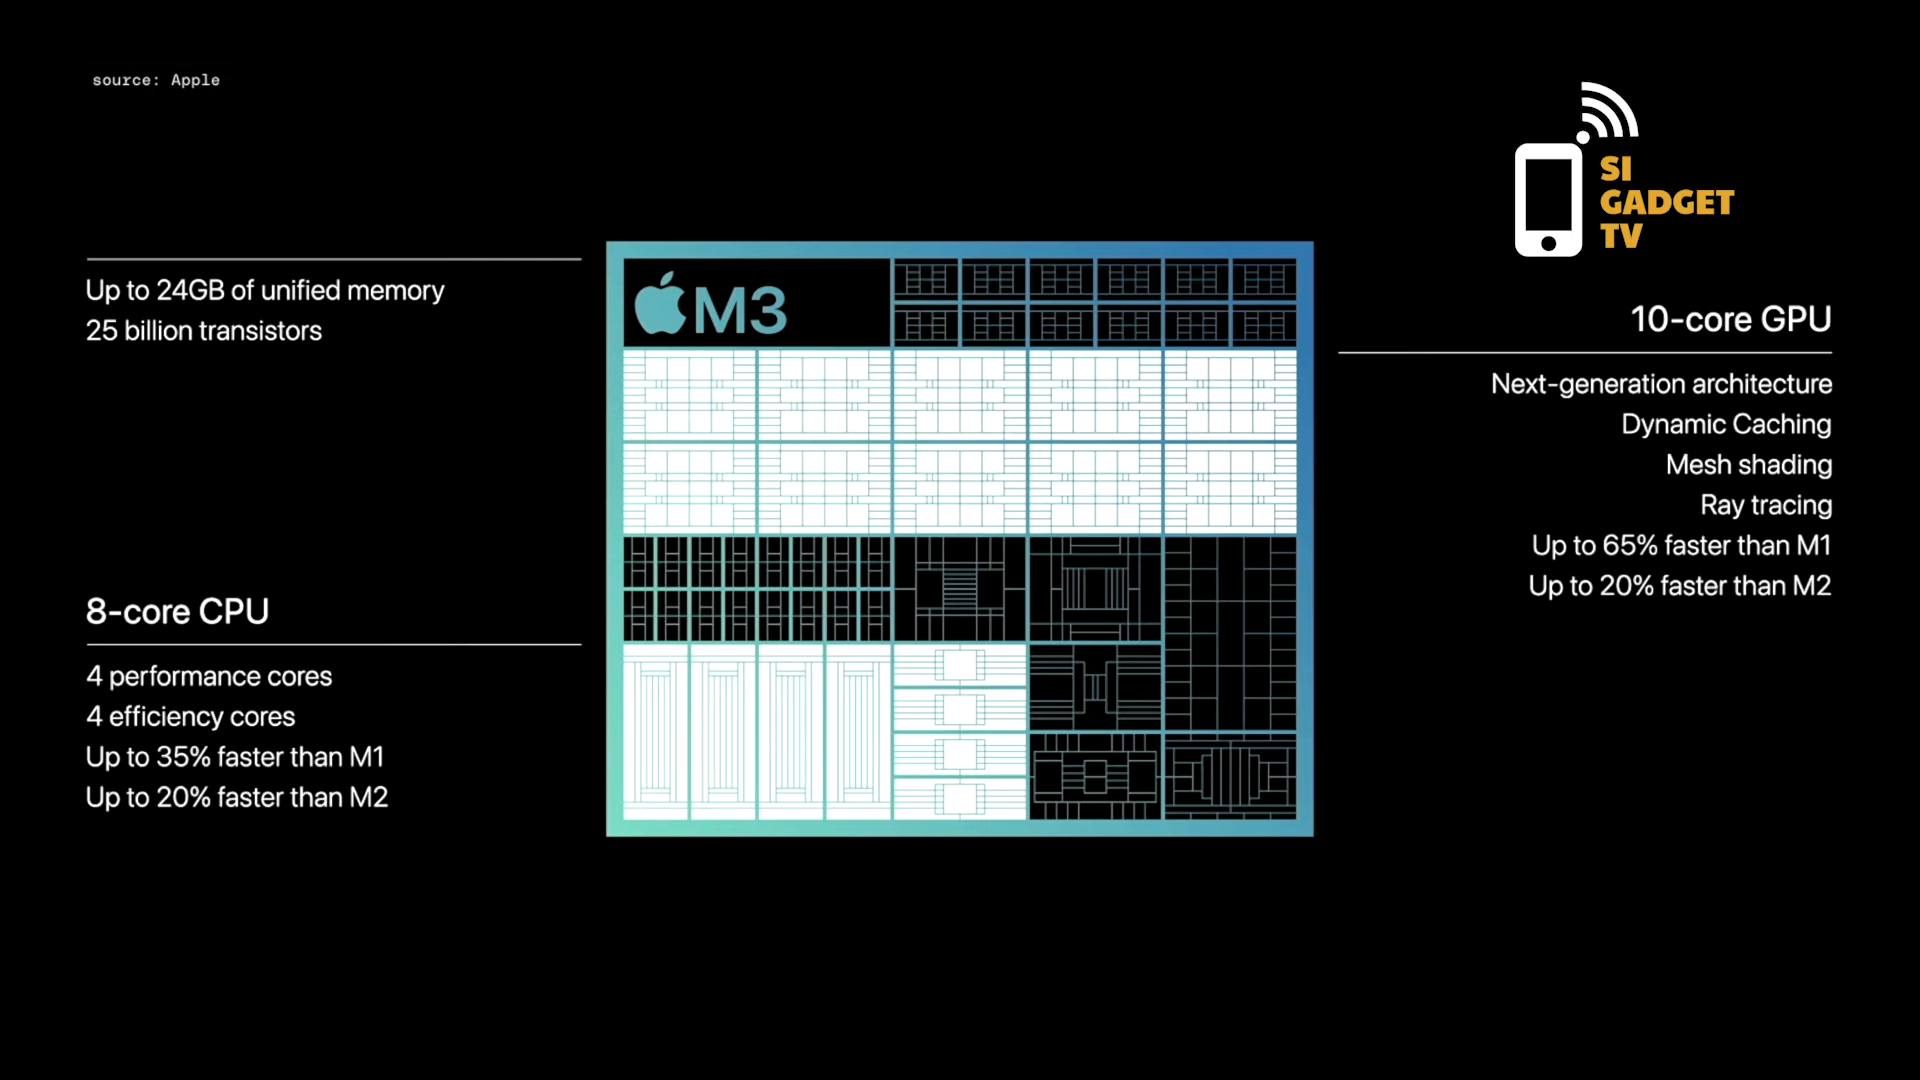 source: Apple
SI
GADGET
TV
Up to 24GB of unified memory
25 billion transistors
M3
10-core GPU
Next-generation architecture
Dynamic Caching
Mesh shading
Ray tracing
Up to 65% faster than M1
Up to 20% faster than M2
8-core CPU
4 performance cores
4 efficiency cores
Up to 35% faster than M1
Up to 20% faster than M2